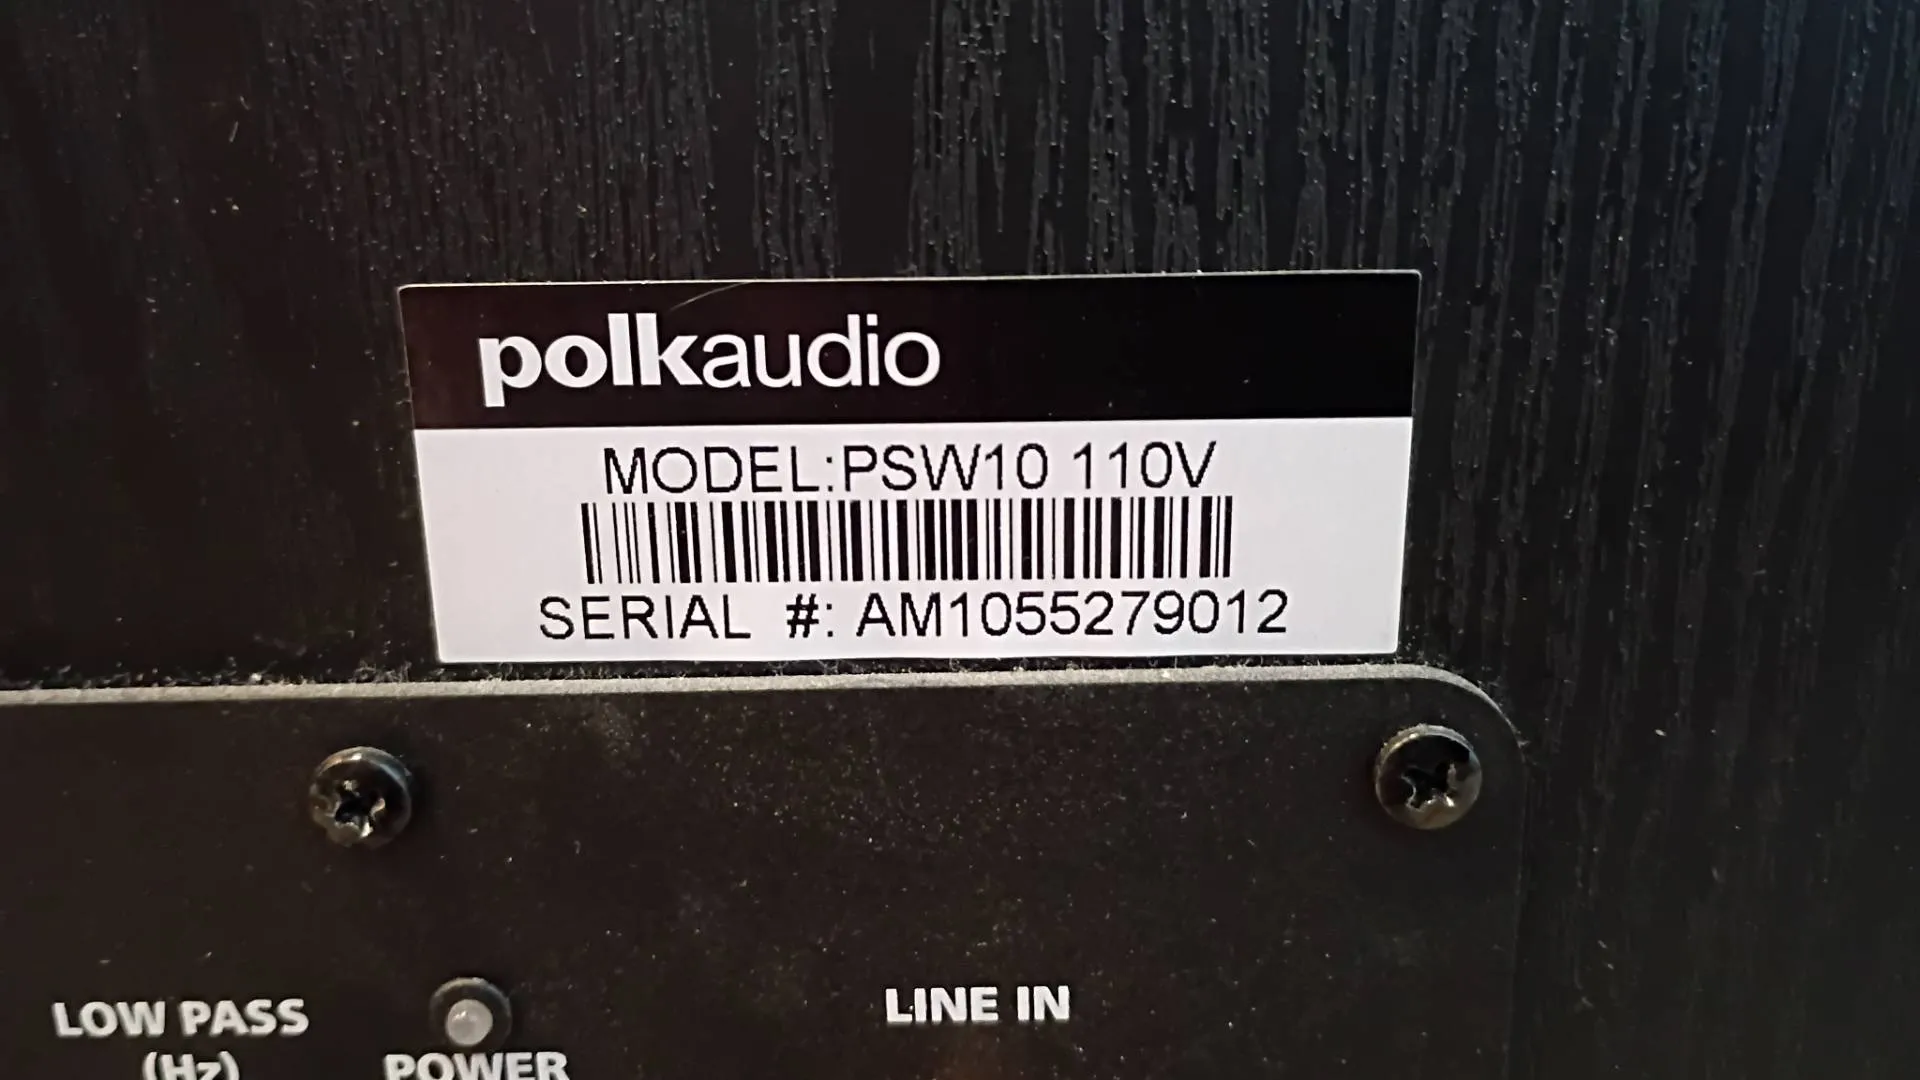 polkaudio
MODEL:PSW10 110V
SERIAL #: AM1055279012
LOW PASS
(Hz)
POWER
LINE IN